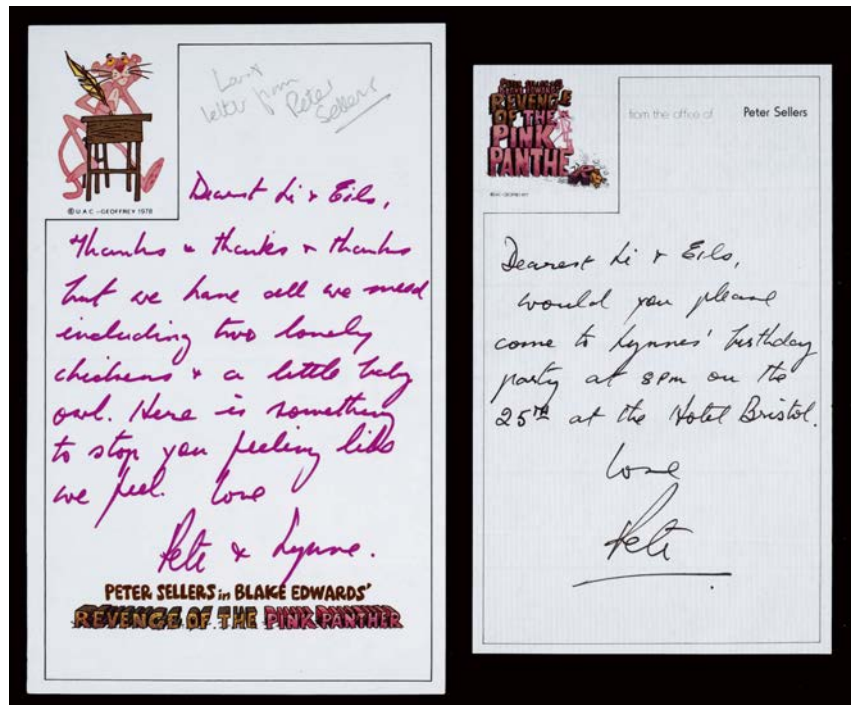 Last
letter from
Peter
Sellers
© U.A.C - GEOFFREY 1978
Dearest Li & Eils,
Thanks & thanks & thanks
but we have all we need
including two lonely
chickens & a little baby
owl. Here is something
to stop you feeling like
we feel. love
Pete & Lynne.
PETER SELLERS in BLAKE EDWARDS'
REVENGE OF THE PINK PANTHER
REVENGE
OF THE
PINK
PANTHE
from the office of Peter Sellers
Dearest Li & Eils,
would you please
come to Lynnes' birthday
party at 8pm on the
25th at the Hotel Bristol.
love
Pete